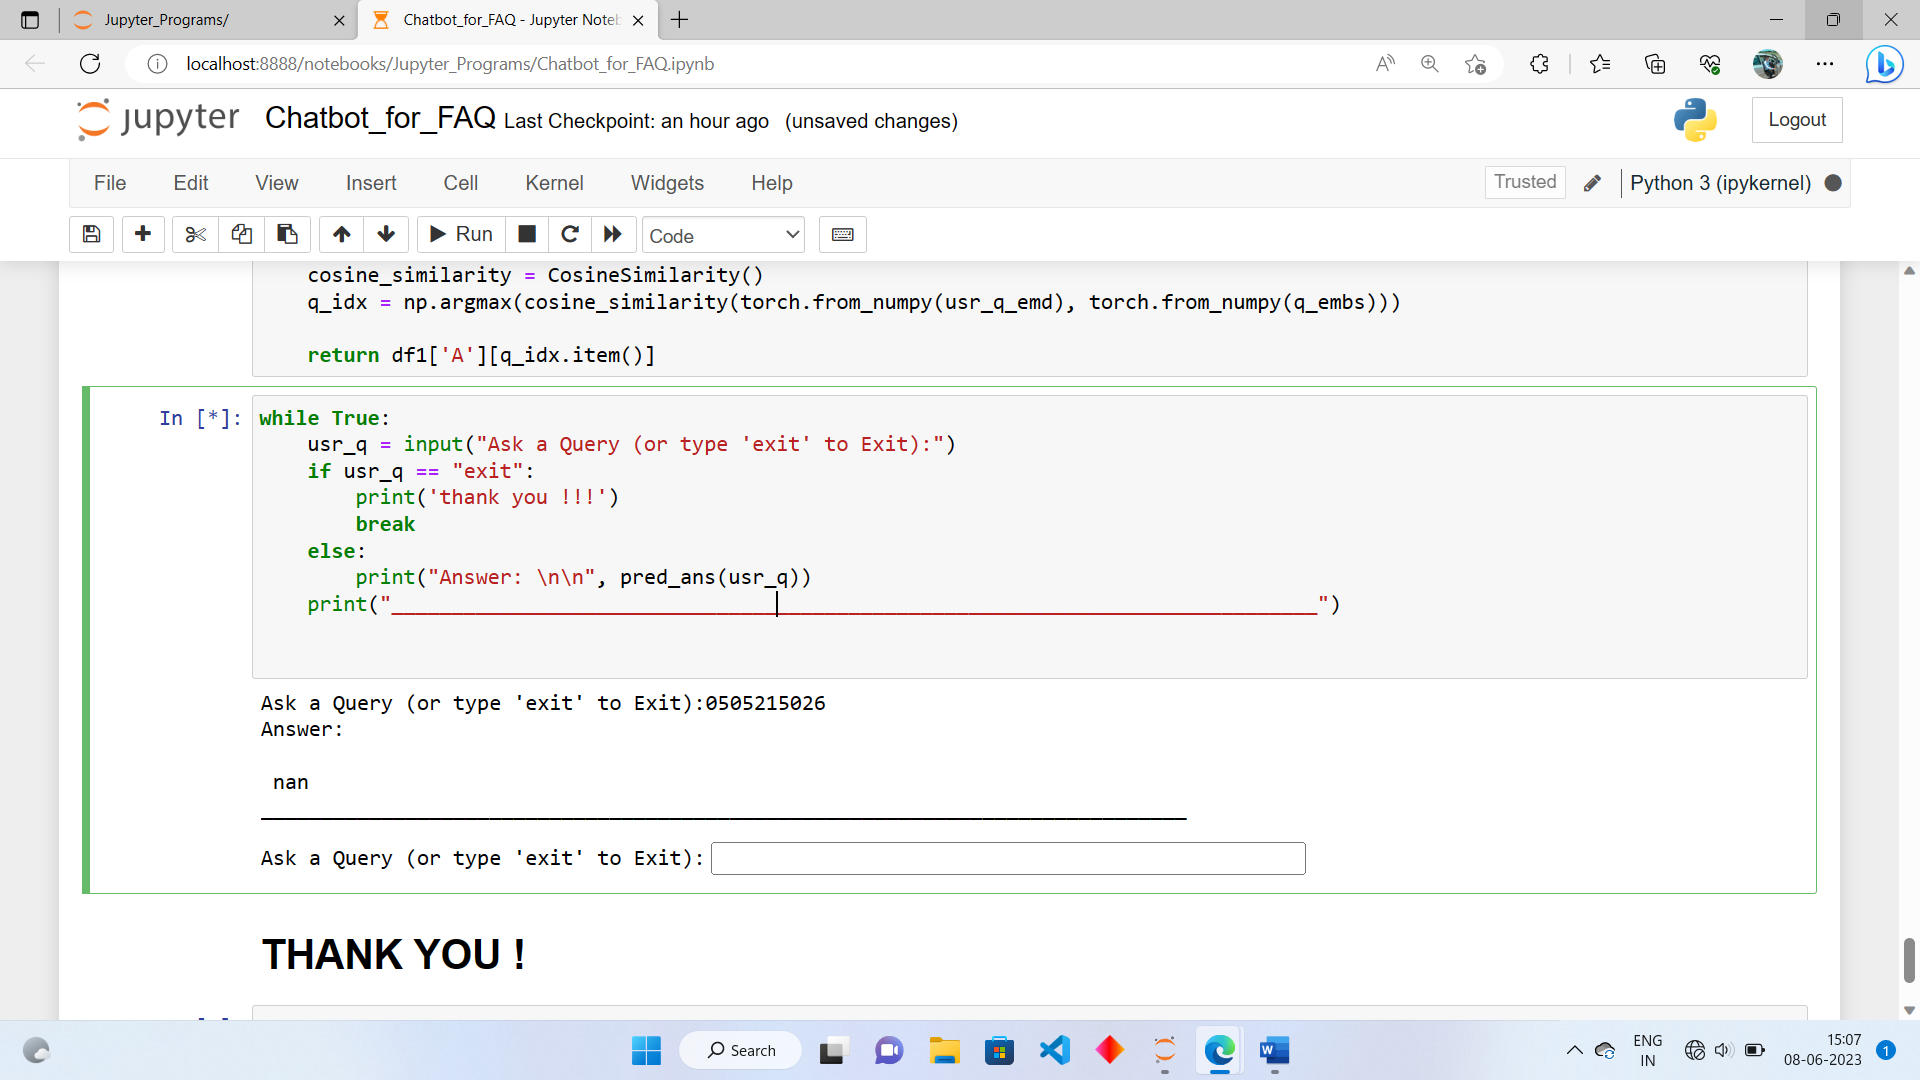 Jupyter_Programs/
Chatbot_for_FAQ - Jupyter Noteb
localhost:8888/notebooks/Jupyter_Programs/Chatbot_for_FAQ.ipynb
jupyter Chatbot_for_FAQ Last Checkpoint: an hour ago (unsaved changes)
Logout
File Edit View Insert Cell Kernel Widgets Help Trusted Python 3 (ipykernel)
Run Code
cosine_similarity = CosineSimilarity()
q_idx = np.argmax(cosine_similarity(torch.from_numpy(usr_q_emd), torch.from_numpy(q_embs)))
return df1['A'][q_idx.item()]
In [*]: while True:
usr_q = input("Ask a Query (or type 'exit' to Exit):")
if usr_q == "exit":
print('thank you !!!')
break
else:
print("Answer: \n\n", pred_ans(usr_q))
print("_____________________________________________________________________________")
Ask a Query (or type 'exit' to Exit):0505215026
Answer:
nan
_____________________________________________________________________________
Ask a Query (or type 'exit' to Exit):
THANK YOU !
Search
ENG
IN
15:07
08-06-2023
1